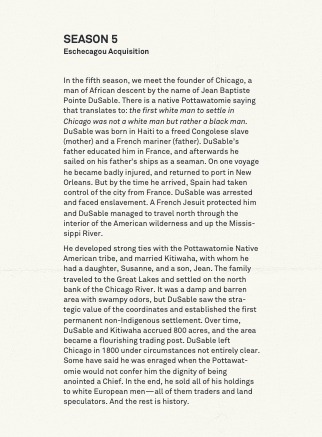 SEASON 5
Eschecagou Acquisition
In the fifth season, we meet the founder of Chicago, a
man of African descent by the name of Jean Baptiste
Pointe DuSable. There is a native Pottawatomie saying
that translates to: the first white man to settle in
Chicago was not a white man but rather a black man.
DuSable was born in Haiti to a freed Congolese slave
(mother) and a French mariner (father). DuSable's
father educated him in France, and afterwards he
sailed on his father's ships as a seaman. On one voyage
he became badly injured, and returned to port in New
Orleans. But by the time he arrived, Spain had taken
control of the city from France. DuSable was arrested
and faced enslavement. A French Jesuit protected him
and DuSable managed to travel north through the
interior of the American wilderness and up the Missis-
sippi River.
He developed strong ties with the Pottawatomie Native
American tribe, and married Kitiwaha, with whom he
had a daughter, Susanne, and a son, Jean. The family
traveled to the Great Lakes and settled on the north
bank of the Chicago River. It was a damp and barren
area with swampy odors, but DuSable saw the stra-
tegic value of the coordinates and established the first
permanent non-Indigenous settlement. Over time,
DuSable and Kitiwaha accrued 800 acres, and the area
became a flourishing trading post. DuSable left
Chicago in 1800 under circumstances not entirely clear.
Some have said he was enraged when the Pottawat-
omie would not confer him the dignity of being
anointed a Chief. In the end, he sold all of his holdings
to white European men—all of them traders and land
speculators. And the rest is history.